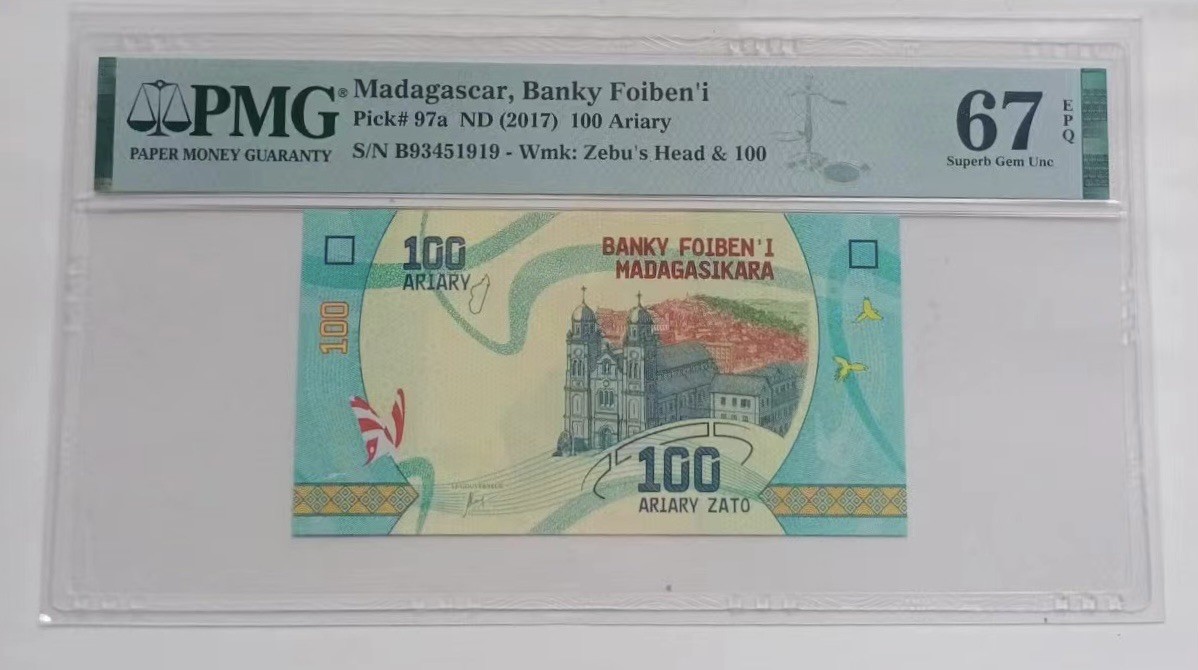 PMG®
PAPER MONEY GUARANTY
Madagascar, Banky Foiben'i
Pick# 97a ND (2017) 100 Ariary
S/N B93451919 - Wmk: Zebu's Head & 100
67
EPQ
Superb Gem Unc
100
ARIARY
BANKY FOIBEN'I
MADAGASIKARA
100
100
ARIARY ZATO